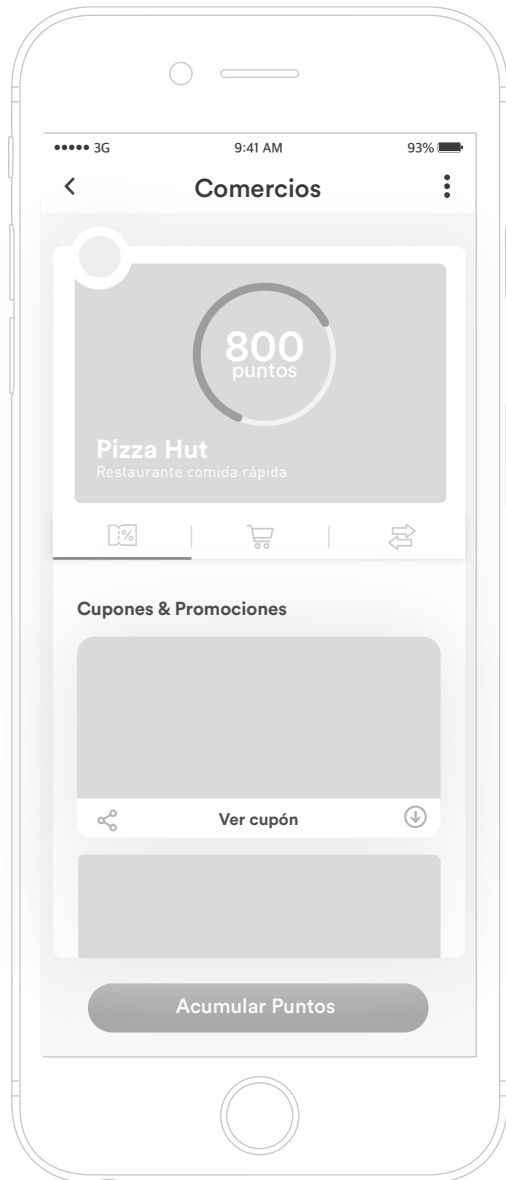 3G 9:41 AM 93%
Comercios
800
puntos
Pizza Hut
Restaurante comida rápida
%
Cupones & Promociones
Ver cupón
Acumular Puntos